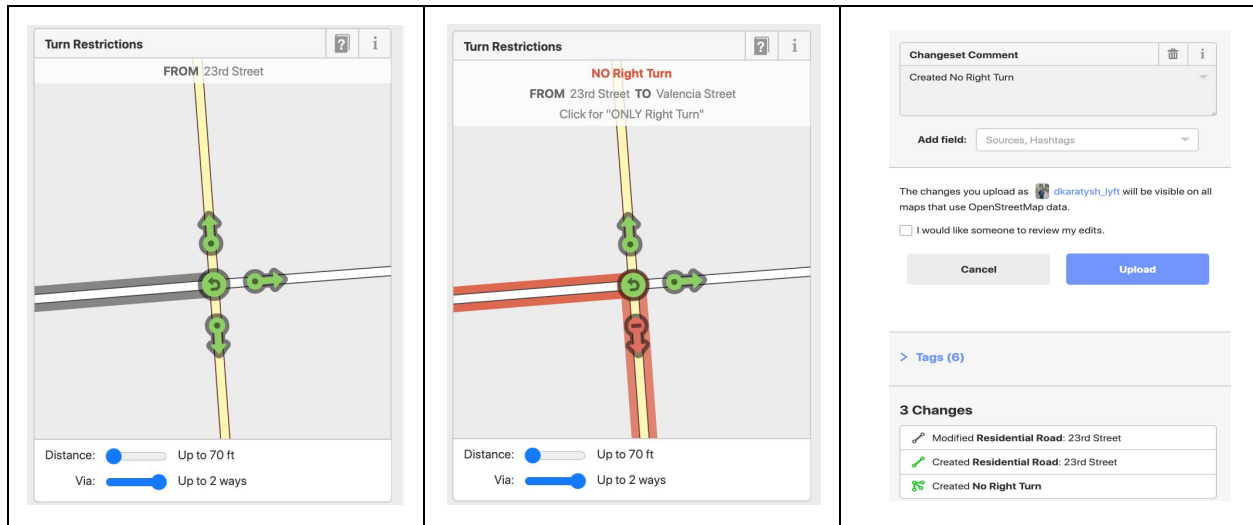 Turn Restrictions
i
FROM 23rd Street
Distance:
Up to 70 ft
Via:
Up to 2 ways
Turn Restrictions
i
NO Right Turn
FROM 23rd Street TO Valencia Street
Click for "ONLY Right Turn"
Distance:
Up to 70 ft
Via:
Up to 2 ways
Changeset Comment
i
Created No Right Turn
Add field:
Sources, Hashtags
The changes you upload as dkaratysh_lyft will be visible on all
maps that use OpenStreetMap data.
I would like someone to review my edits.
Cancel
Upload
> Tags (6)
3 Changes
Modified Residential Road: 23rd Street
Created Residential Road: 23rd Street
Created No Right Turn